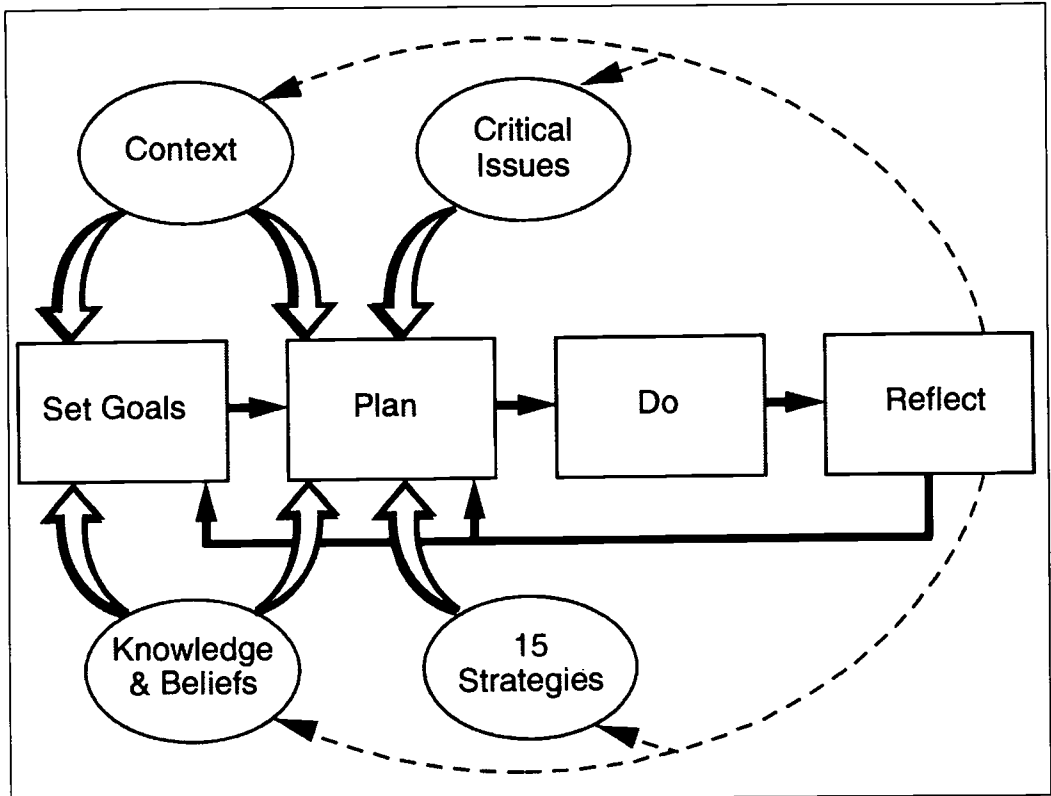 Context
Critical
Issues
Set Goals
Plan
Do
Reflect
Knowledge
& Beliefs
15
Strategies